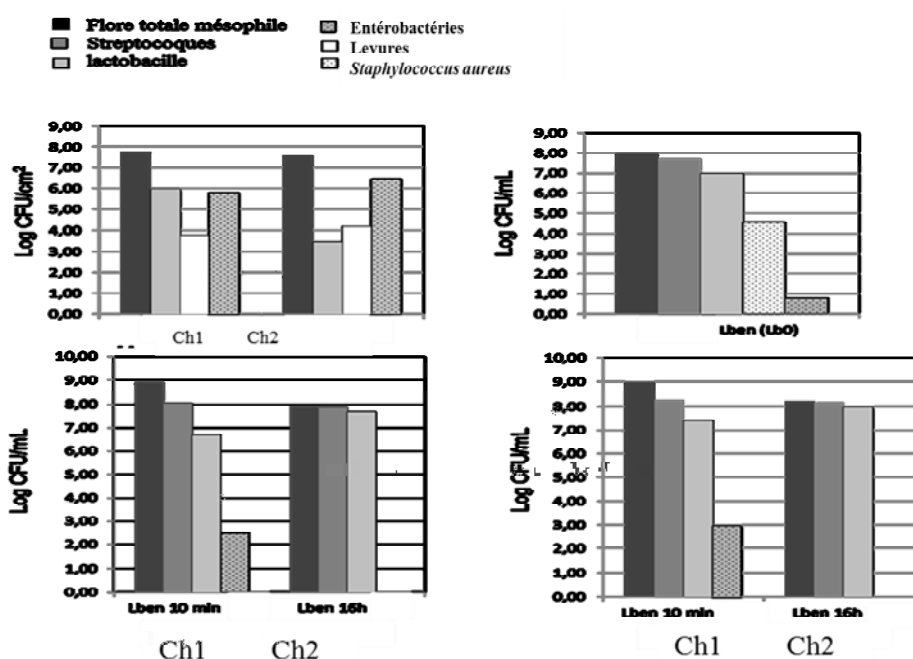 Flore totale mésophile
Streptocoques
lactobacille
Entérobactéries
Levures
Staphylococcus aureus
Log CFU/cm²
9,00
8,00
7,00
6,00
5,00
4,00
3,00
2,00
1,00
0,00
Ch1 Ch2
Log CFU/mL
9,00
8,00
7,00
6,00
5,00
4,00
3,00
2,00
1,00
0,00
Lben (Lb0)
Log CFU/mL
10,00
9,00
8,00
7,00
6,00
5,00
4,00
3,00
2,00
1,00
0,00
Lben 10 min Lben 16h
Ch1 Ch2
Log CFU/mL
10,00
9,00
8,00
7,00
6,00
5,00
4,00
3,00
2,00
1,00
0,00
Lben 10 min Lben 16h
Ch1 Ch2